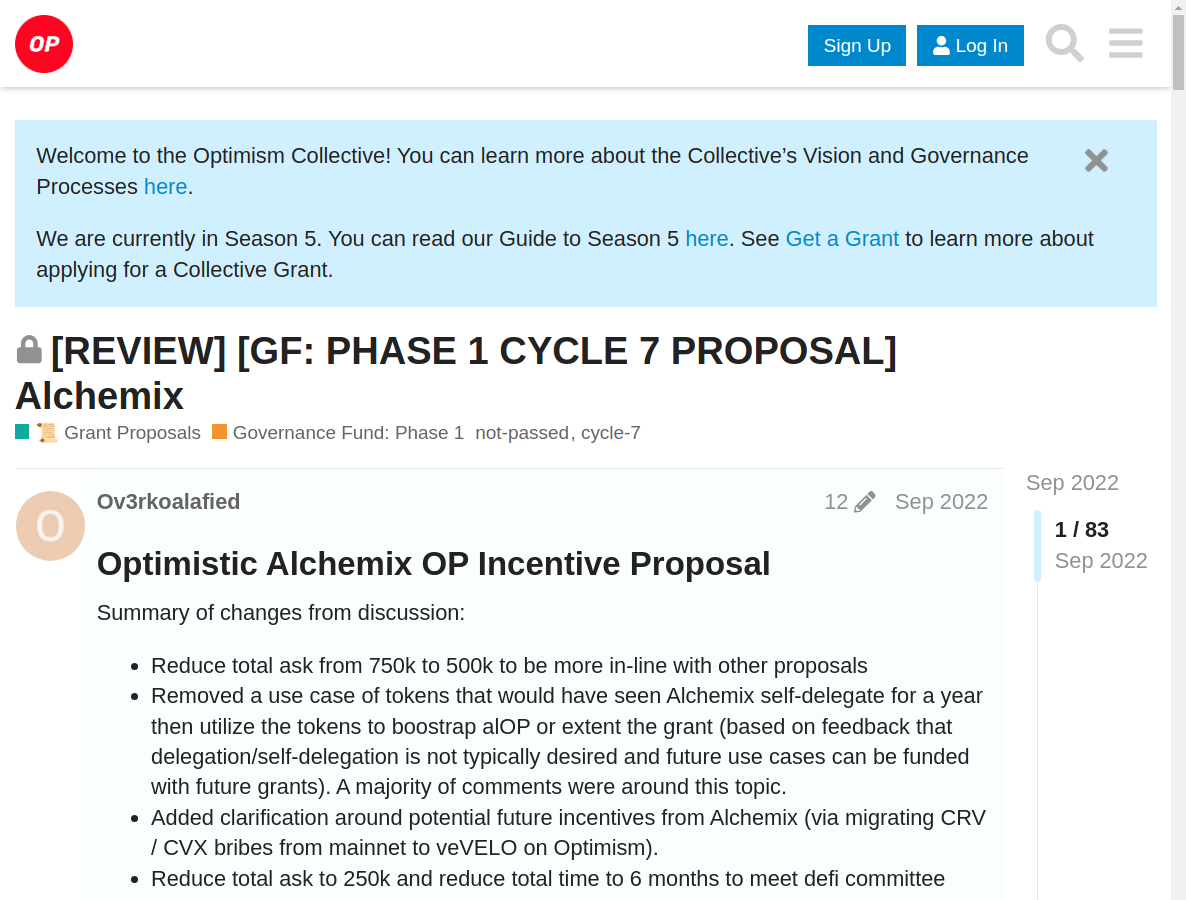 OP
Sign Up
Log In
Welcome to the Optimism Collective! You can learn more about the Collective’s Vision and Governance
Processes here.
We are currently in Season 5. You can read our Guide to Season 5 here. See Get a Grant to learn more about
applying for a Collective Grant.
[REVIEW] [GF: PHASE 1 CYCLE 7 PROPOSAL]
Alchemix
Grant Proposals Governance Fund: Phase 1 not-passed, cycle-7
O
Ov3rkoalafied 12 Sep 2022
Sep 2022
1 / 83
Sep 2022
Optimistic Alchemix OP Incentive Proposal
Summary of changes from discussion:
• Reduce total ask from 750k to 500k to be more in-line with other proposals
• Removed a use case of tokens that would have seen Alchemix self-delegate for a year
then utilize the tokens to boostrap alOP or extent the grant (based on feedback that
delegation/self-delegation is not typically desired and future use cases can be funded
with future grants). A majority of comments were around this topic.
• Added clarification around potential future incentives from Alchemix (via migrating CRV
/ CVX bribes from mainnet to veVELO on Optimism).
• Reduce total ask to 250k and reduce total time to 6 months to meet defi committee